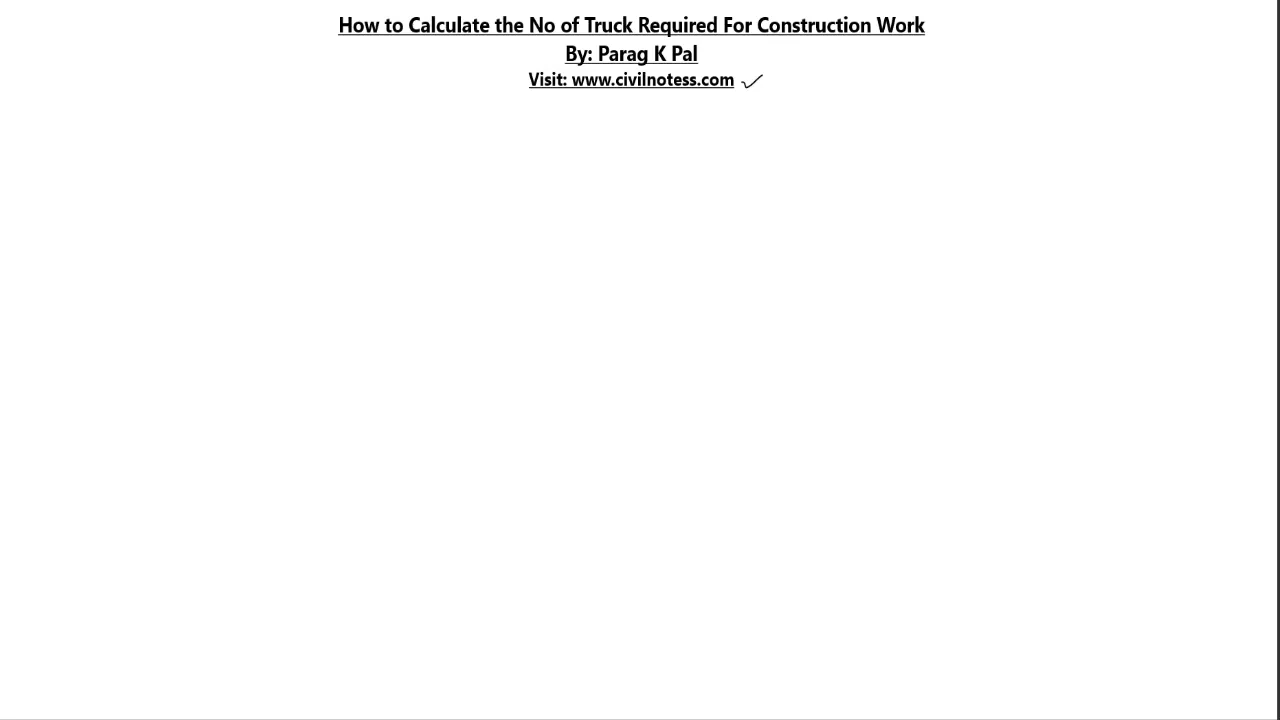 How to Calculate the No of Truck Required For Construction Work
By: Parag K Pal
Visit: www.civilnotess.com